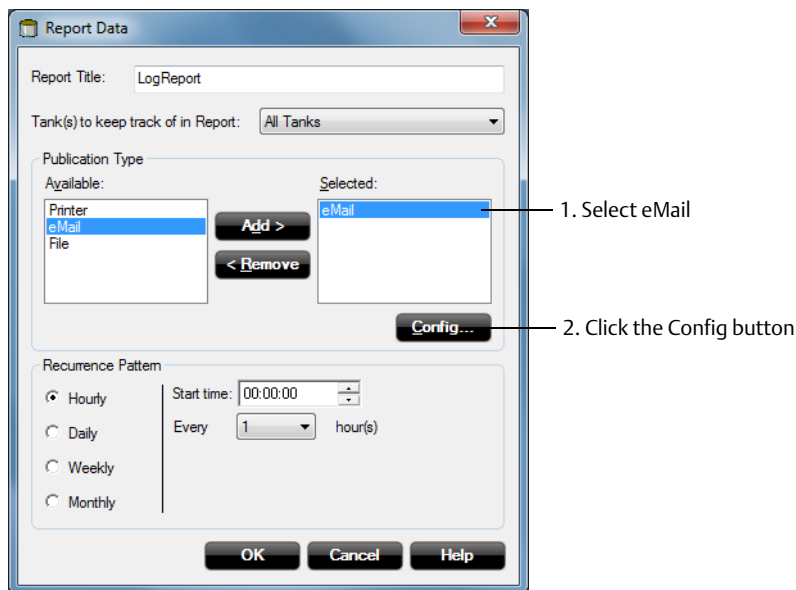 Report Data
Report Title: LogReport
Tank(s) to keep track of in Report: All Tanks
Publication Type
Available: Selected:
Printer
eMail
File
Add >
< Remove
eMail
1. Select eMail
Config...
2. Click the Config button
Recurrence Pattern
Hourly
Daily
Weekly
Monthly
Start time: 00:00:00
Every 1 hour(s)
OK Cancel Help